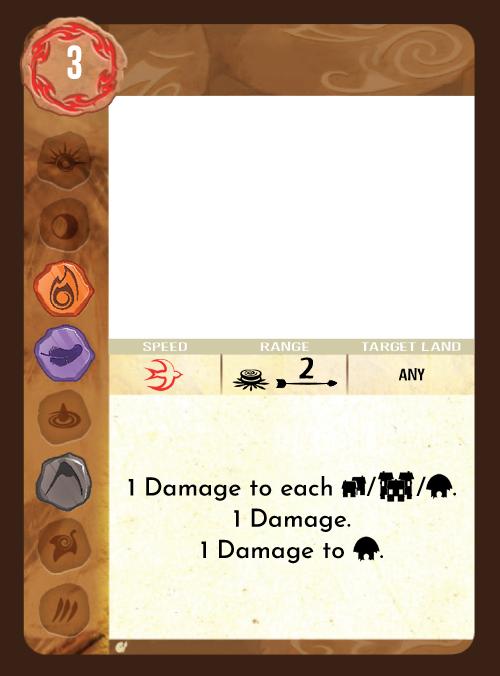 3
SPEED RANGE TARGET LAND
2 ANY
1 Damage to each / / .
1 Damage.
1 Damage to .